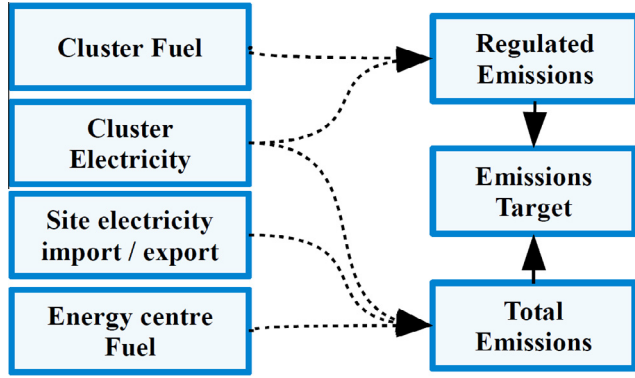 Cluster Fuel
Regulated
Emissions
Cluster
Electricity
Emissions
Target
Site electricity
import / export
Energy centre
Fuel
Total
Emissions